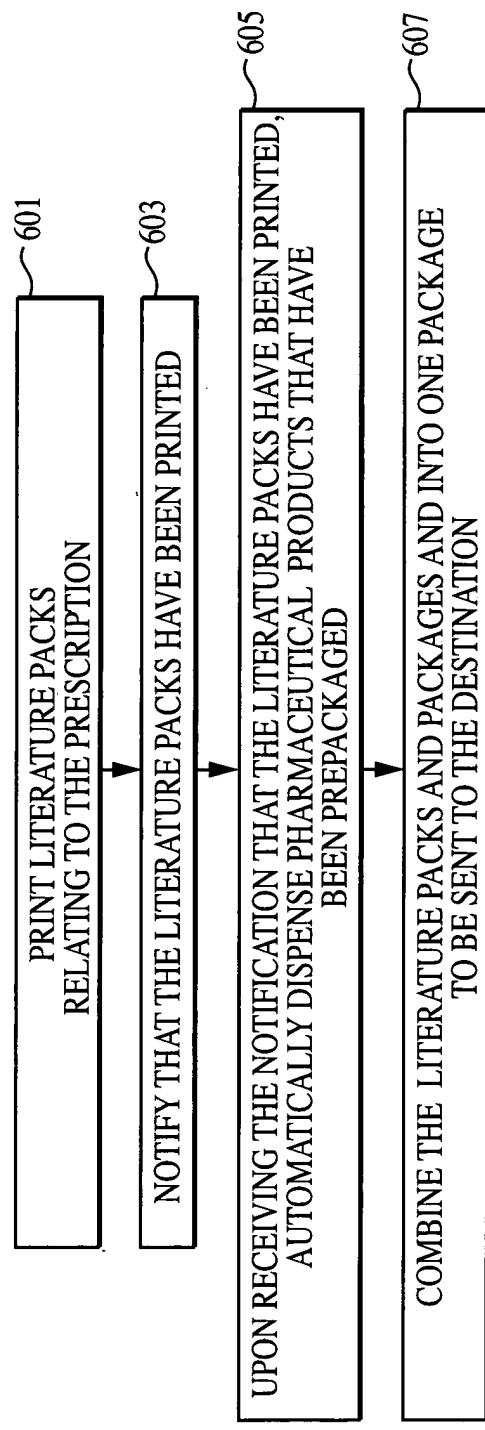 601
PRINT LITERATURE PACKS
RELATING TO THE PRESCRIPTION
603
NOTIFY THAT THE LITERATURE PACKS HAVE BEEN PRINTED
605
UPON RECEIVING THE NOTIFICATION THAT THE LITERATURE PACKS HAVE BEEN PRINTED,
AUTOMATICALLY DISPENSE PHARMACEUTICAL PRODUCTS THAT HAVE
BEEN PREPACKAGED
607
COMBINE THE LITERATURE PACKS AND PACKAGES AND INTO ONE PACKAGE
TO BE SENT TO THE DESTINATION